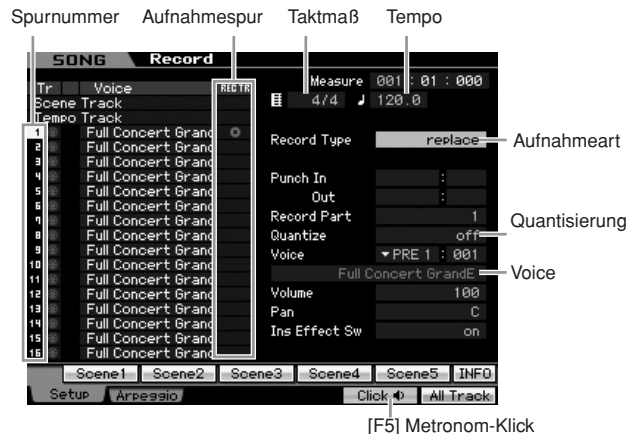 Spurnummer Aufnahmespur Taktmaß Tempo
SONG Record
Measure 001 : 01 : 000
Tr Voice REC TR
4/4 120.0
Scene Track
Tempo Track
1 Full Concert Grand
2 Full Concert Grand
3 Full Concert Grand
4 Full Concert Grand
5 Full Concert Grand
6 Full Concert Grand
7 Full Concert Grand
8 Full Concert Grand
9 Full Concert Grand
10 Full Concert Grand
11 Full Concert Grand
12 Full Concert Grand
13 Full Concert Grand
14 Full Concert Grand
15 Full Concert Grand
16 Full Concert Grand
Record Type replace
Aufnahmeart
Punch In :
Out :
Record Part 1
Quantize off
Quantisierung
Voice PRE 1 : 001
Full Concert GrandE
Voice
Volume 100
Pan C
Ins Effect Sw on
Scene1 Scene2 Scene3 Scene4 Scene5 INFO
Setup Arpeggio Click All Track
[F5] Metronom-Klick